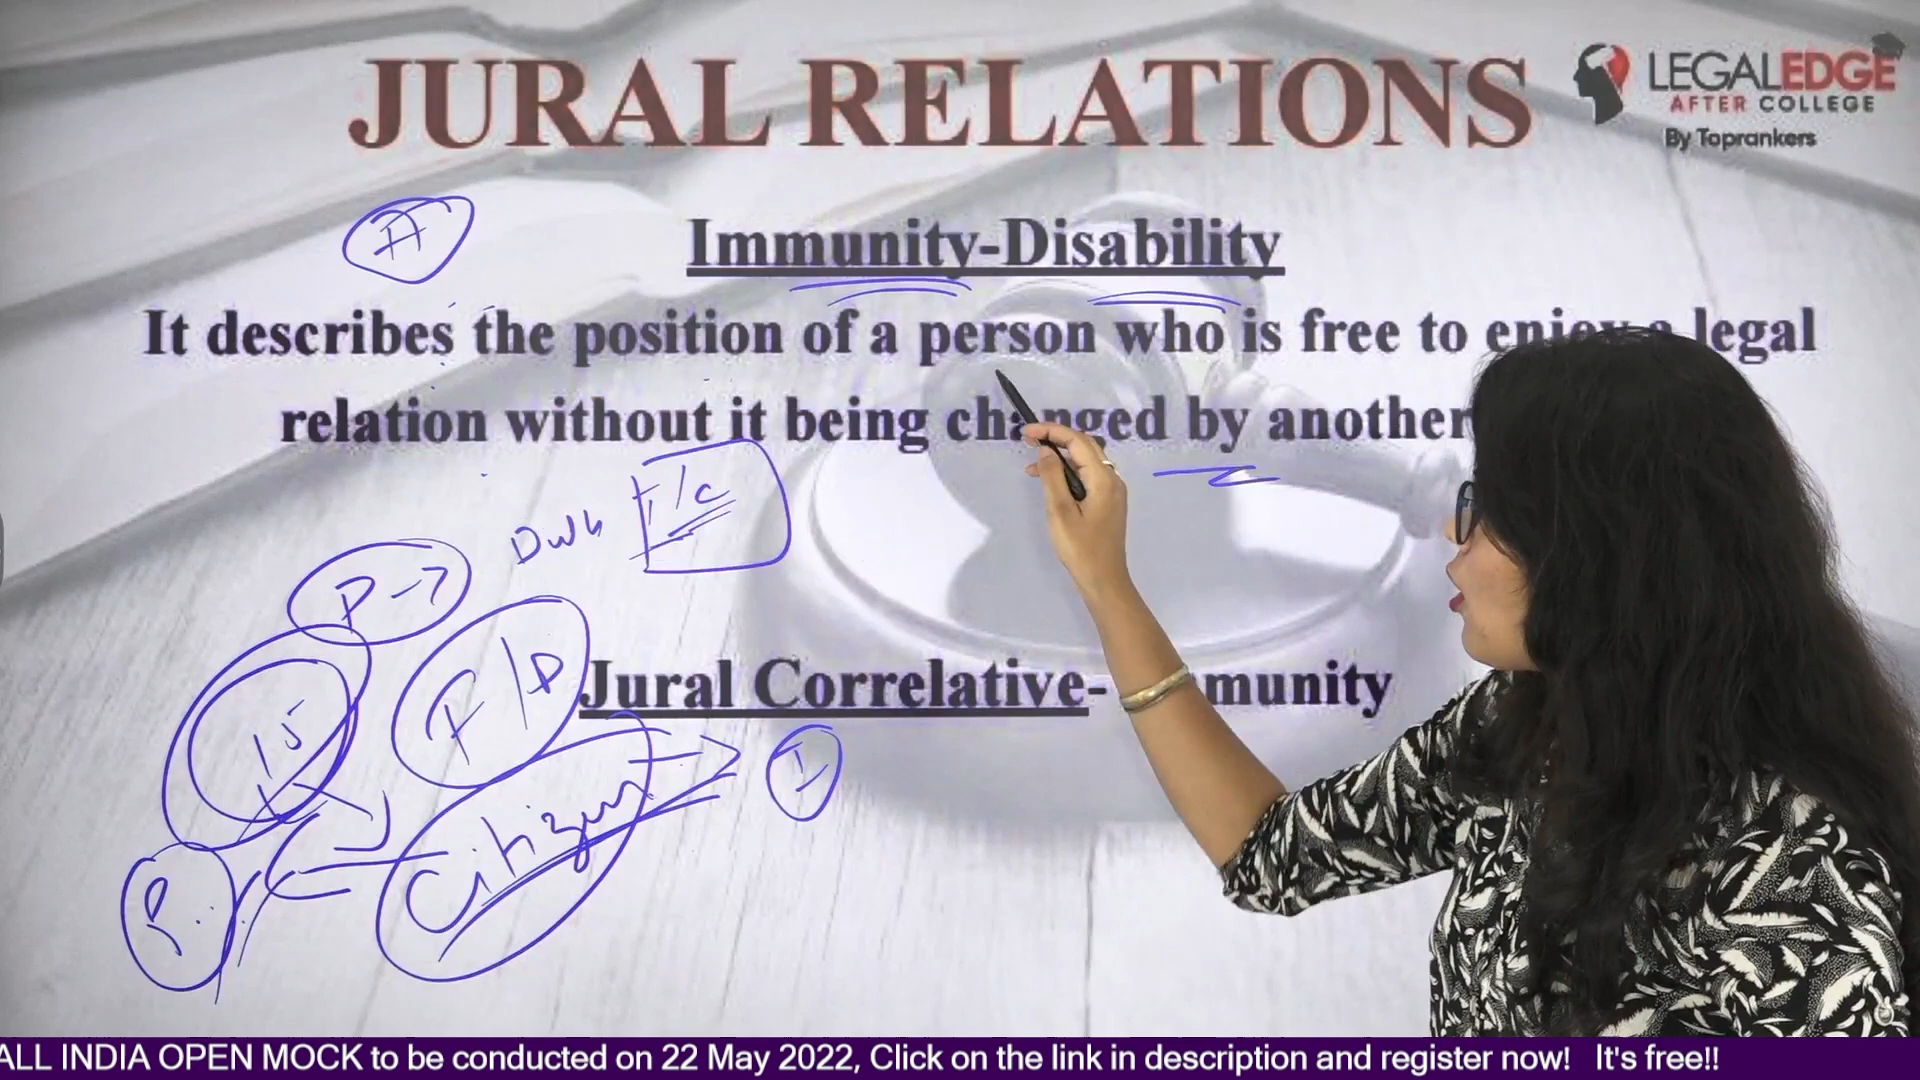 JURAL RELATIONS
LEGALEDGE
AFTER COLLEGE
By Toprankers
A
Immunity-Disability
It describes the position of a person who is free to enjoy a legal
relation without it being changed by another
I/C
P
F/P
15
Jural Correlative-
munity
I
Citizen
P
ALL INDIA OPEN MOCK to be conducted on 22 May 2022, Click on the link in description and register now! It's free!!